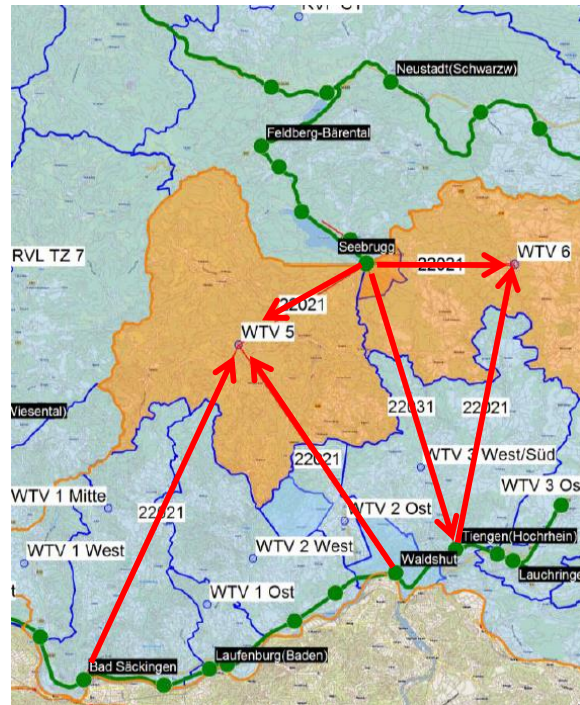 Neustadt(Schwarzw)
Feldberg-Bärental
Seebrugg
RVL TZ 7
22021
WTV 6
22021
WTV 5
Wiesental)
22031
22021
22021
WTV 3 West/Süd
WTV 1 Mitte
22021
WTV 2 Ost
WTV 3 Os
Tiengen(Hochrhein)
WTV 1 West
WTV 2 West
Waldshut
Lauchringe
WTV 1 Ost
Bad Säckingen
Laufenburg(Baden)